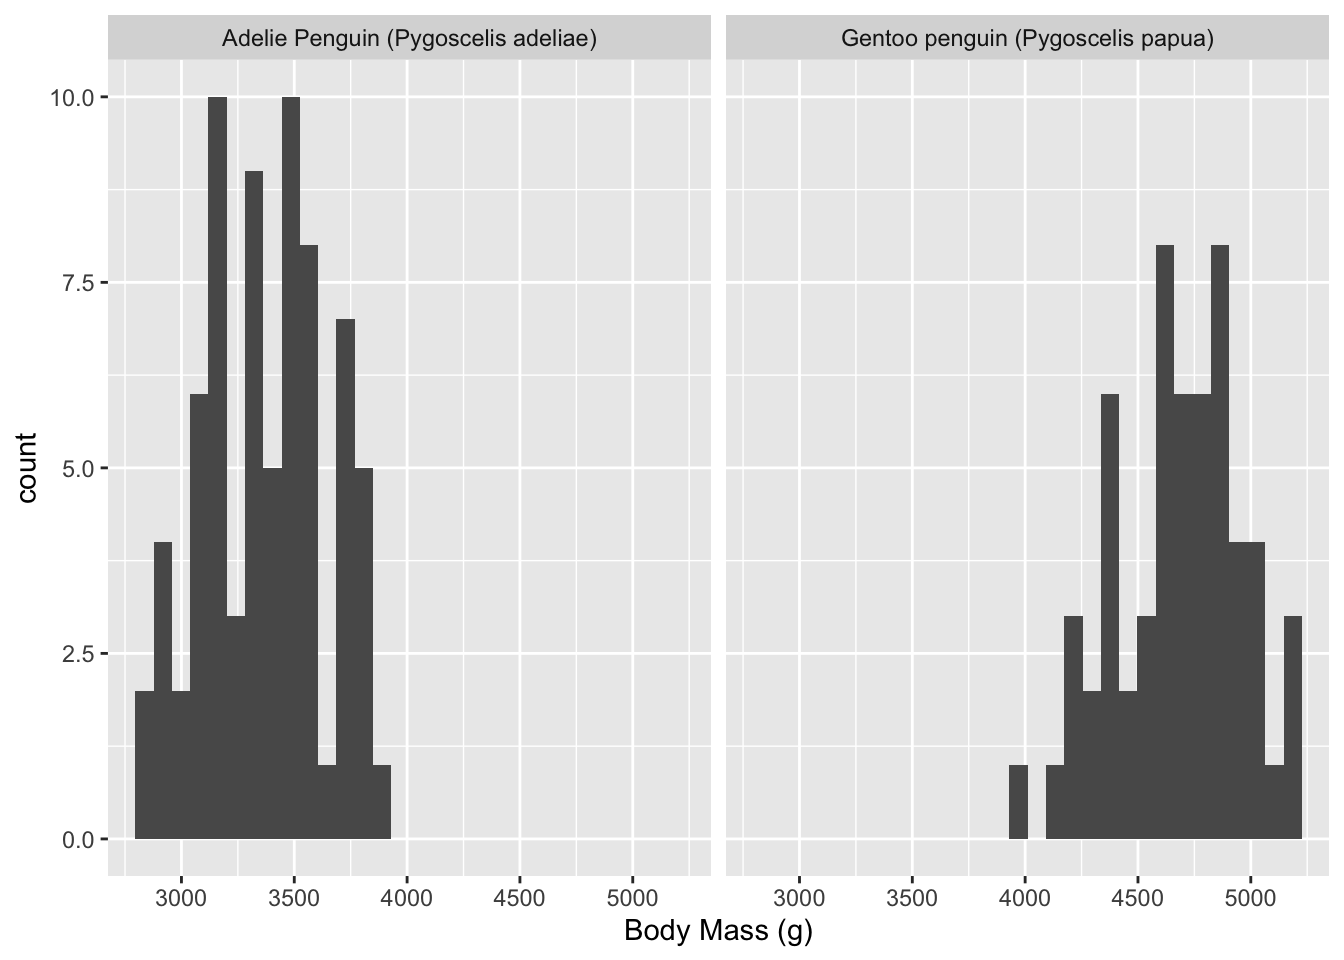 Adelie Penguin (Pygoscelis adeliae)
Gentoo penguin (Pygoscelis papua)
10.0
7.5
5.0
2.5
0.0
count
3000 3500 4000 4500 5000
3000 3500 4000 4500 5000
Body Mass (g)